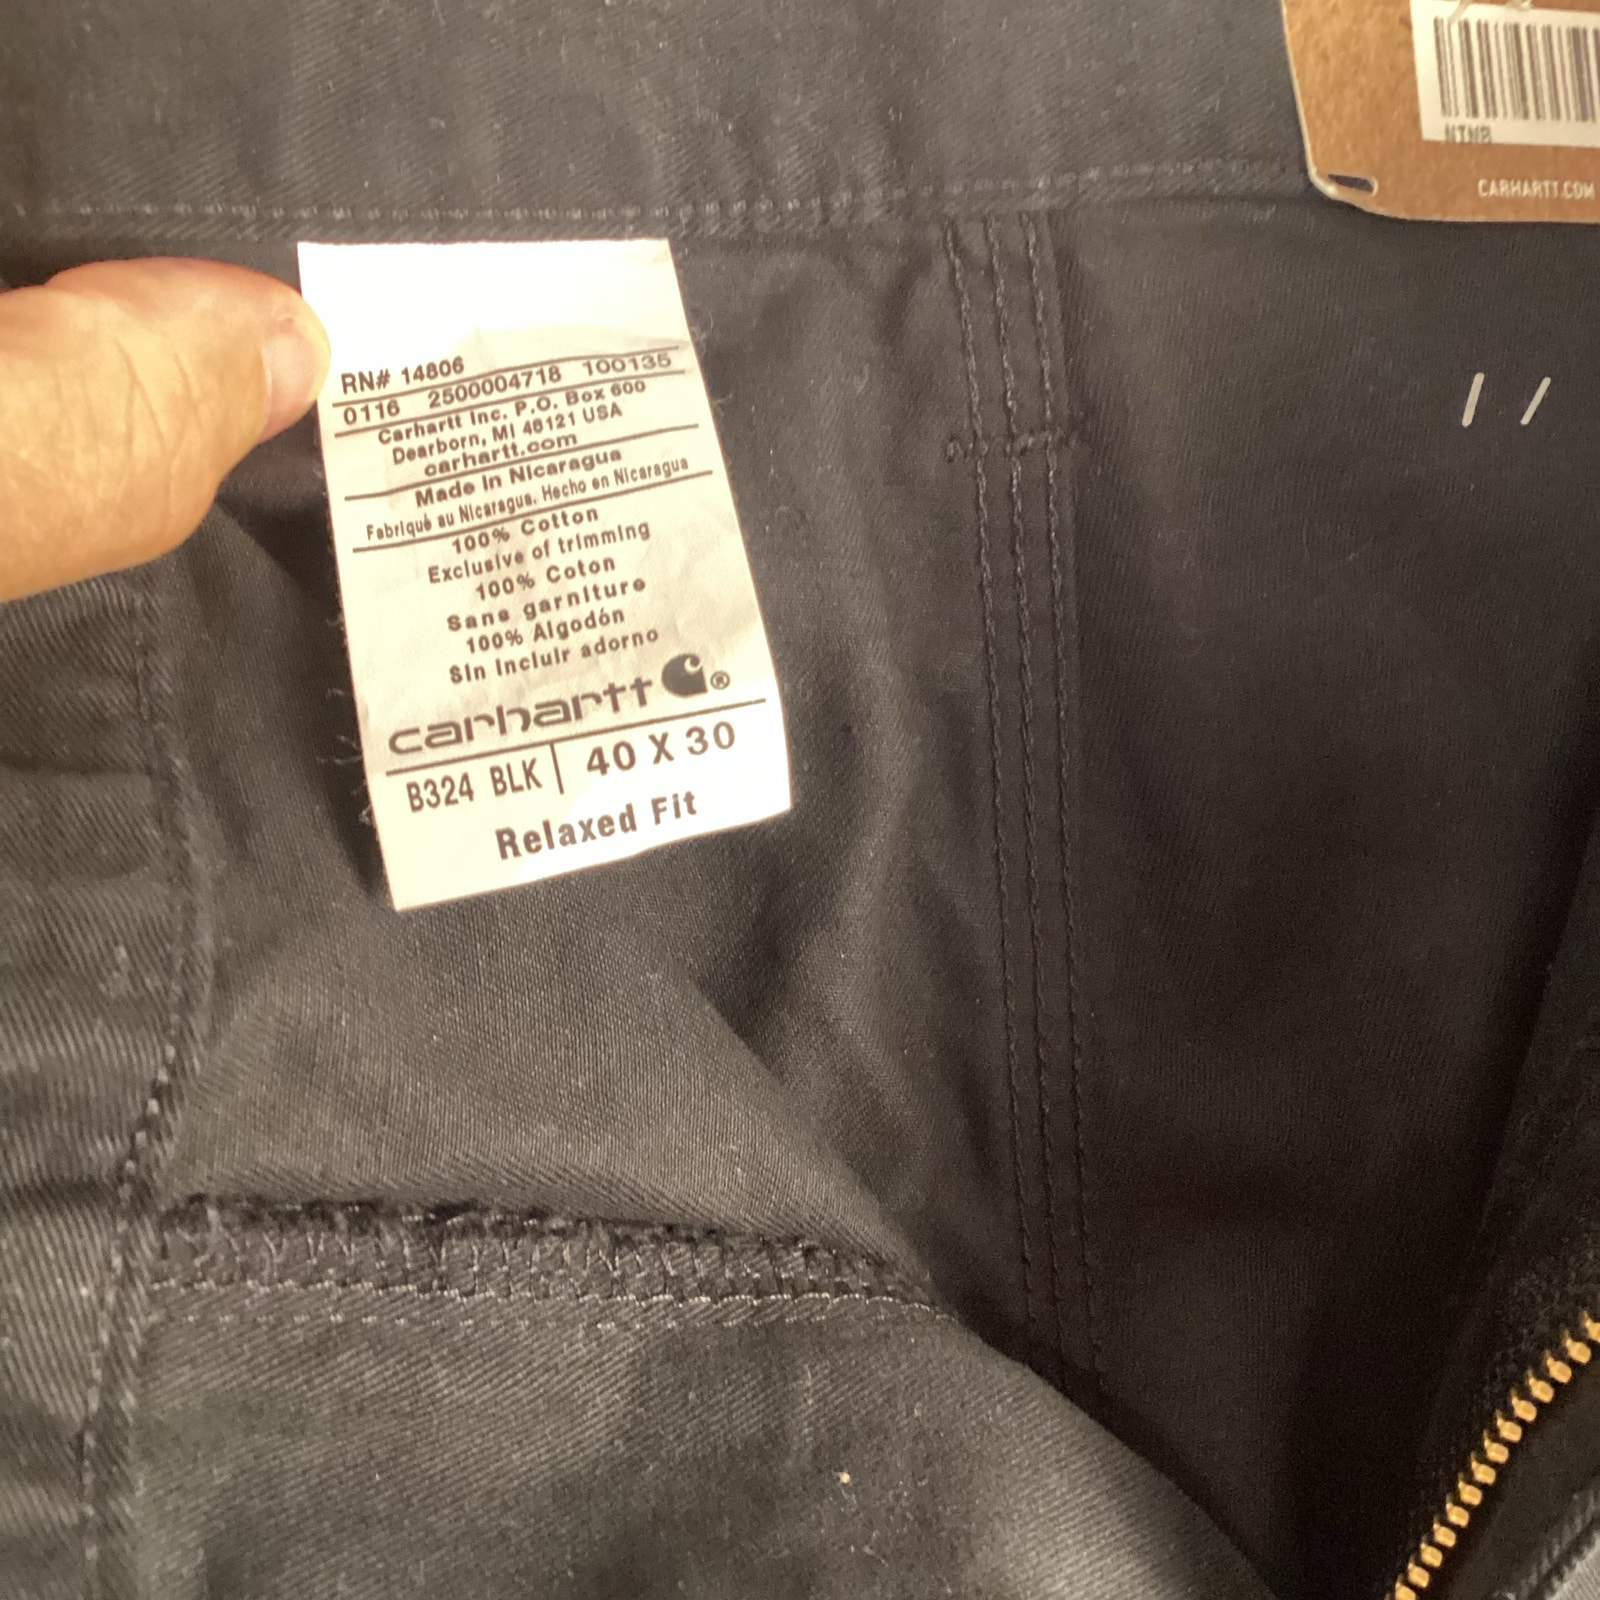 NINB
CARHARTT.COM
RN# 14806
0116 2500004718 100135
Carhartt Inc. P.O. Box 600
Dearborn, MI 48121 USA
carhartt.com
Made in Nicaragua
Fabriqué au Nicaragua. Hecho en Nicaragua
100% Cotton
Exclusive of trimming
100% Coton
Sans garniture
100% Algodón
Sin incluir adorno
carhartt ®
B324 BLK | 40 X 30
Relaxed Fit